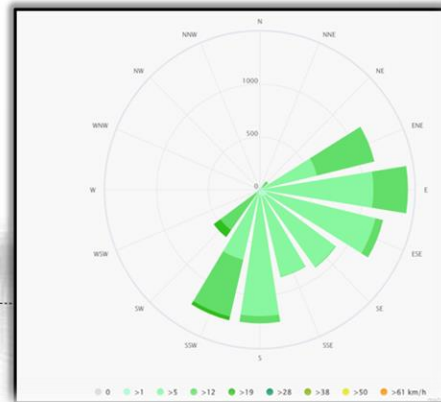 N
NNW
NNE
NW
NE
1000
WNW
ENE
500
W
0
E
WSW
ESE
SW
SE
SSW
SSE
S
0 >1 >5 >12 >19 >28 >38 >50 >61 km/h